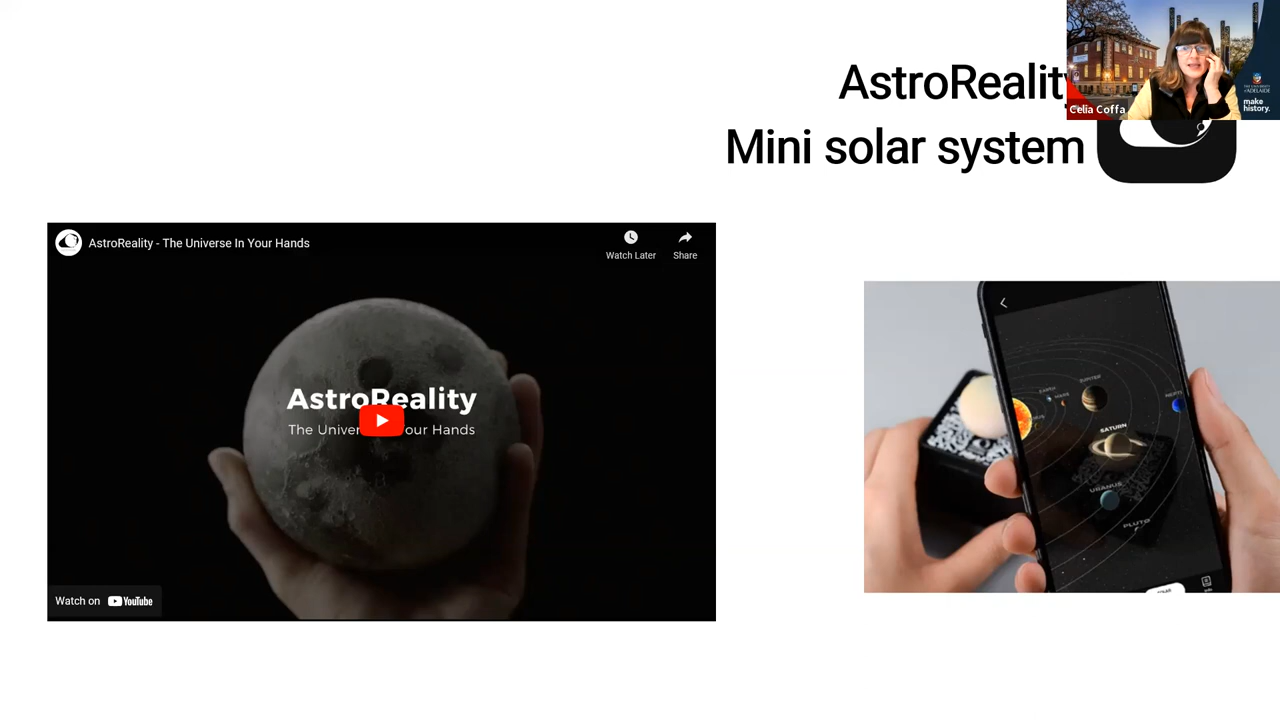 AstroReality
Celia Coffa
THE UNIVERSITY
of ADELAIDE
make
history.
Mini solar system
AstroReality - The Universe In Your Hands
Watch Later
Share
AstroReality
The Univer our Hands
Watch on YouTube
EARTH
MARS
JUPITER
SATURN
URANUS
PLUTO